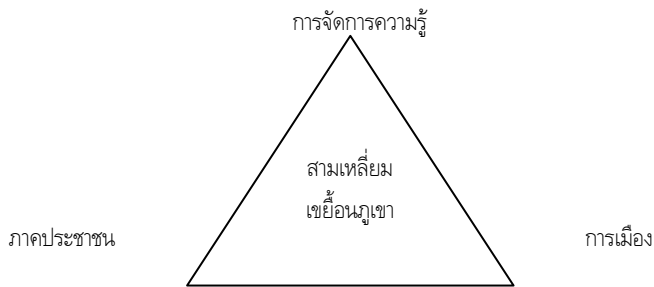 การจัดการความรู้
สามเหลี่ยม
เขยื้อนภูเขา
ภาคประชาชน
การเมือง